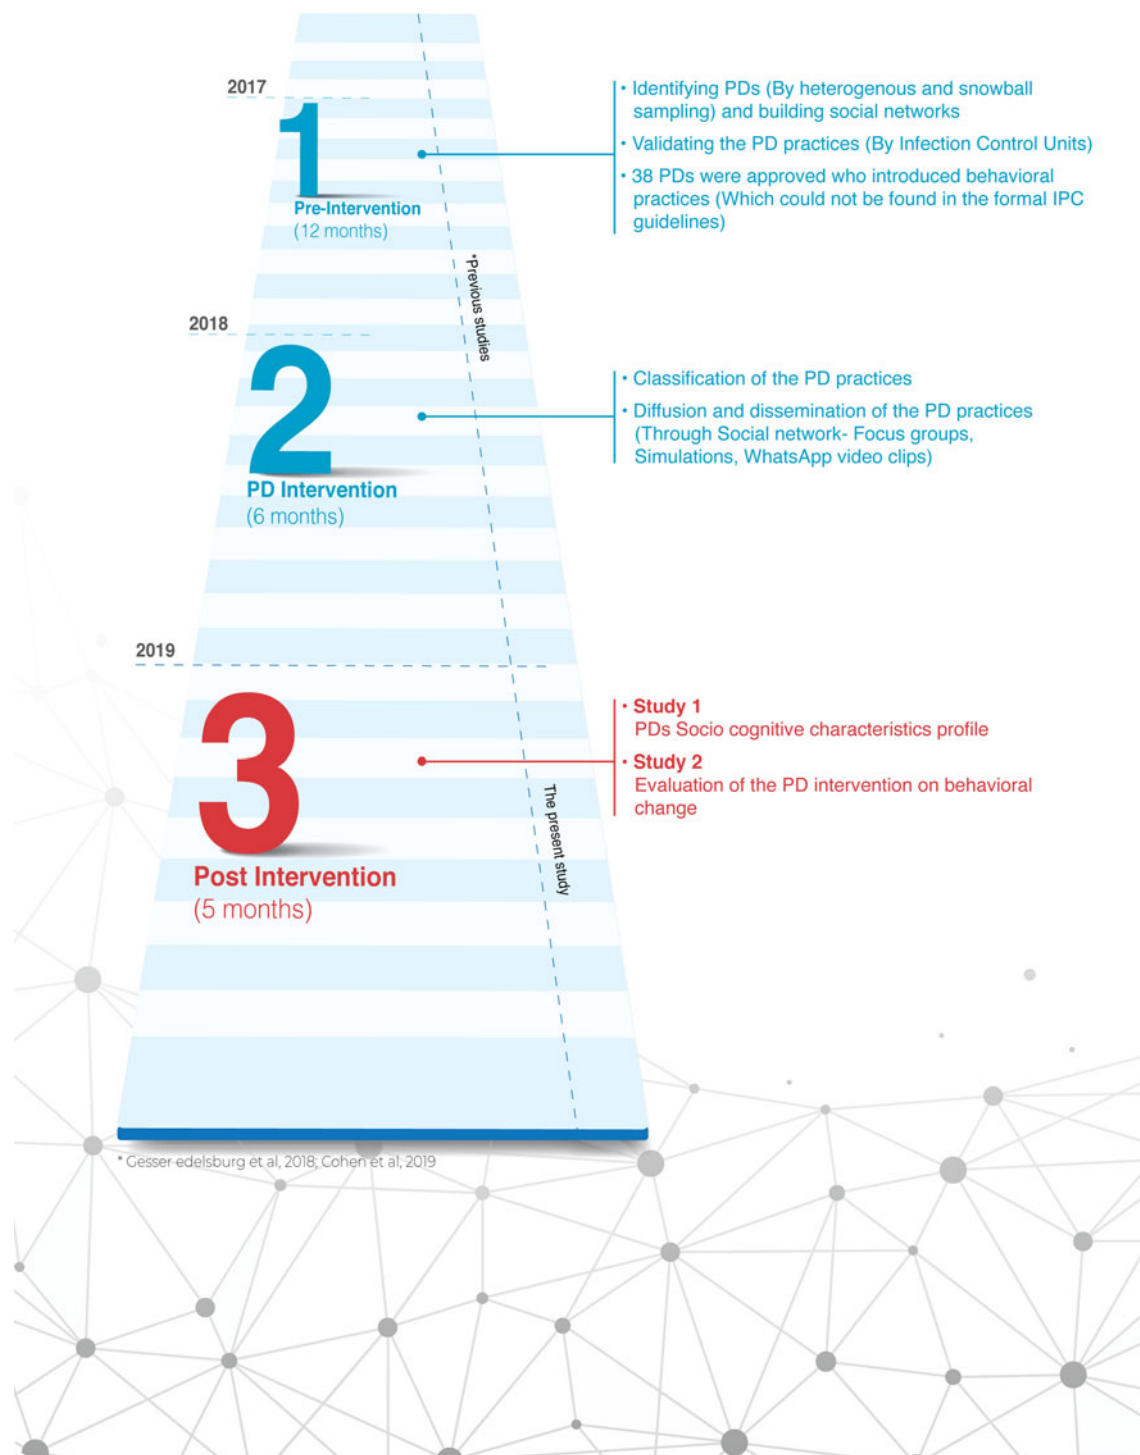 2017
1
Pre-Intervention
(12 months)
• Identifying PDs (By heterogenous and snowball
sampling) and building social networks
• Validating the PD practices (By Infection Control Units)
• 38 PDs were approved who introduced behavioral
practices (Which could not be found in the formal IPC
guidelines)
*Previous studies
2018
2
PD Intervention
(6 months)
• Classification of the PD practices
• Diffusion and dissemination of the PD practices
(Through Social network- Focus groups,
Simulations, WhatsApp video clips)
2019
3
Post Intervention
(5 months)
• Study 1
PDs Socio cognitive characteristics profile
• Study 2
Evaluation of the PD intervention on behavioral
change
The present study
* Gesser edelsburg et al, 2018; Cohen et al, 2019